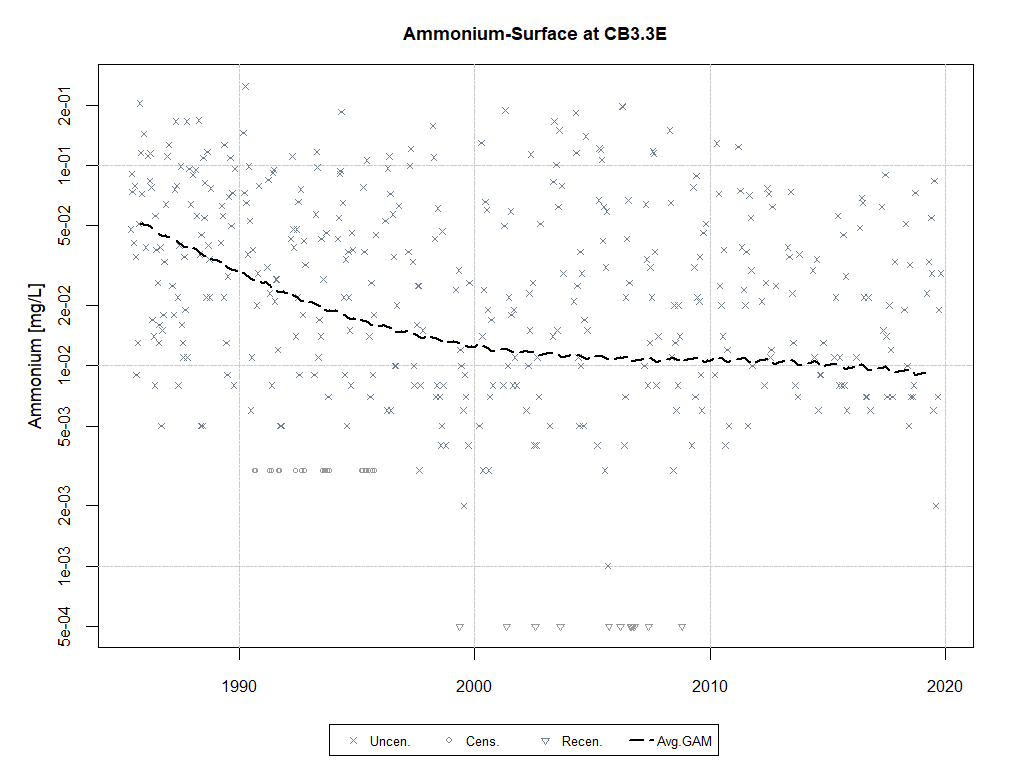 Ammonium-Surface at CB3.3E
Ammonium [mg/L]
2e-01
1e-01
5e-02
2e-02
1e-02
5e-03
2e-03
1e-03
5e-04
1990 2000 2010 2020
Uncen. Cens. Recen. Avg.GAM